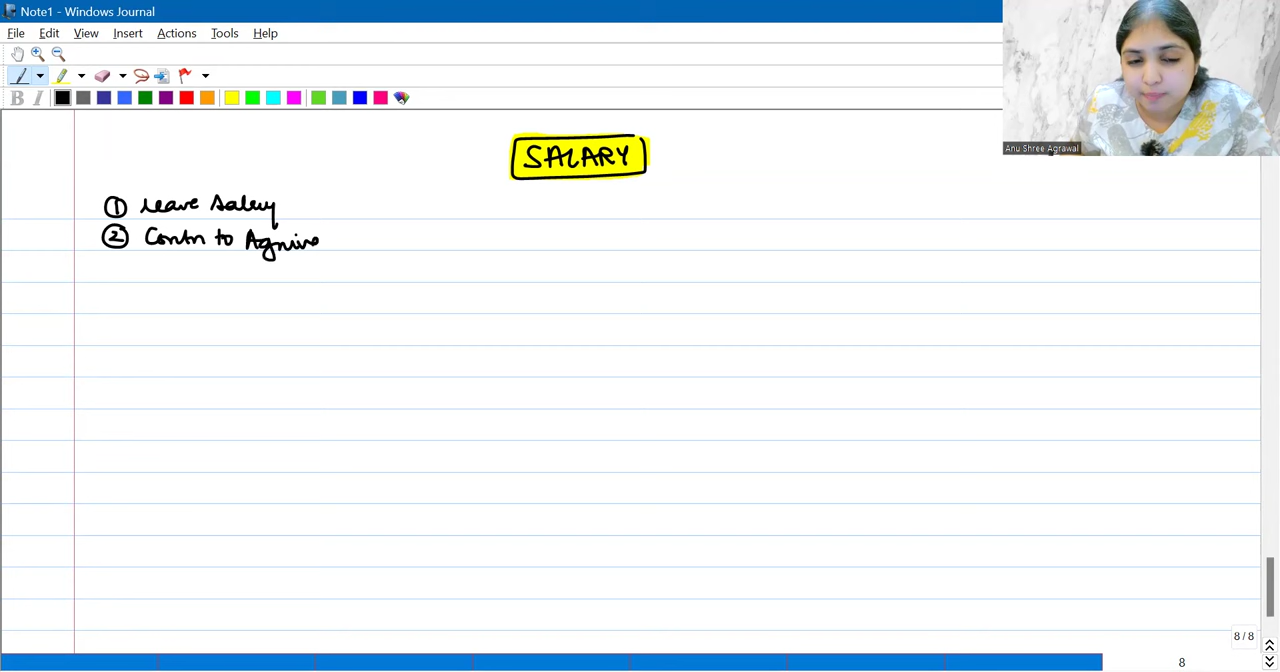 Note1 - Windows Journal
File Edit View Insert Actions Tools Help
B I
Anu Shree Agrawal
SALARY
① Leave Salary
② Contn to Agnive
8 / 8
8